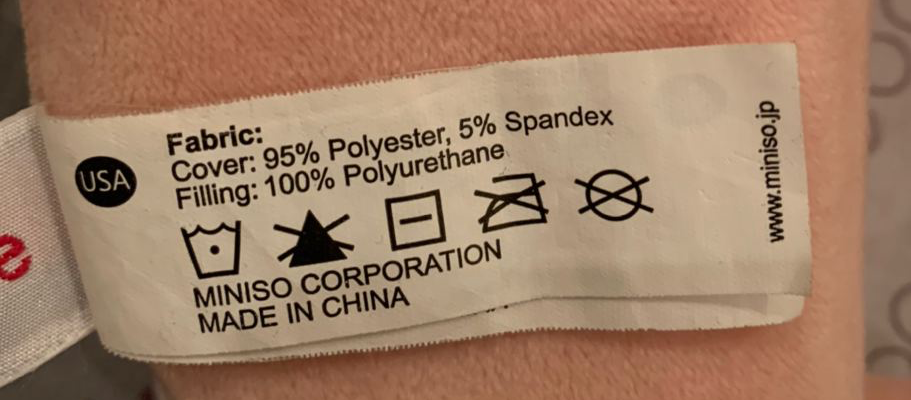 USA
Fabric:
Cover: 95% Polyester, 5% Spandex
Filling: 100% Polyurethane
MINISO CORPORATION
MADE IN CHINA
www.miniso.jp
e